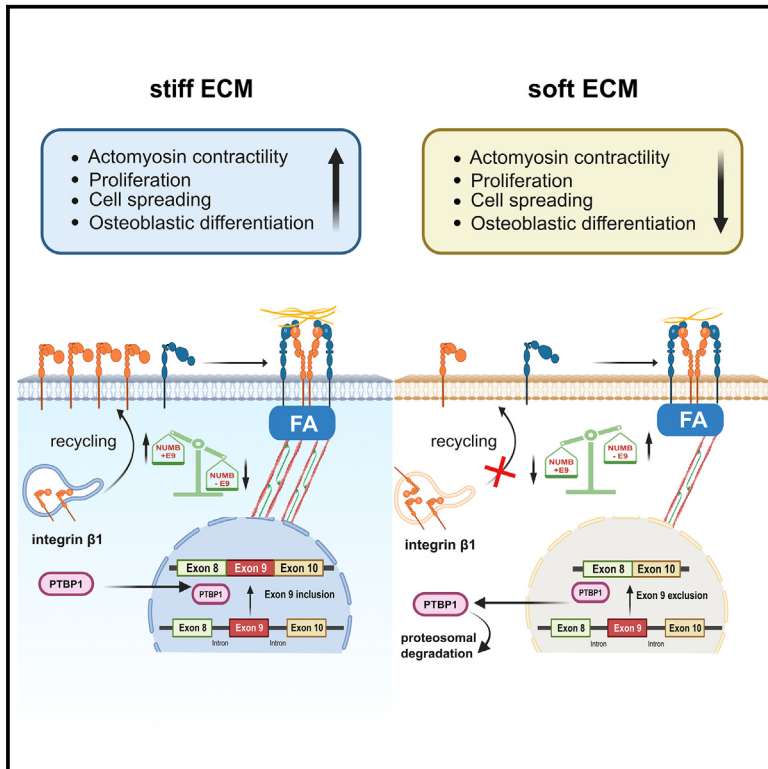 stiff ECM
• Actomyosin contractility
• Proliferation
• Cell spreading
• Osteoblastic differentiation
recycling
NUMB
+E9
NUMB
- E9
FA
integrin β1
PTBP1
Exon 8 Exon 9 Exon 10
PTBP1
Exon 9 inclusion
Exon 8 Exon 9 Exon 10
Intron Intron
soft ECM
• Actomyosin contractility
• Proliferation
• Cell spreading
• Osteoblastic differentiation
recycling
NUMB
+E9
NUMB
- E9
FA
integrin β1
Exon 8 Exon 10
PTBP1
PTBP1
Exon 9 exclusion
proteosomal
degradation
Exon 8 Exon 9 Exon 10
Intron Intron